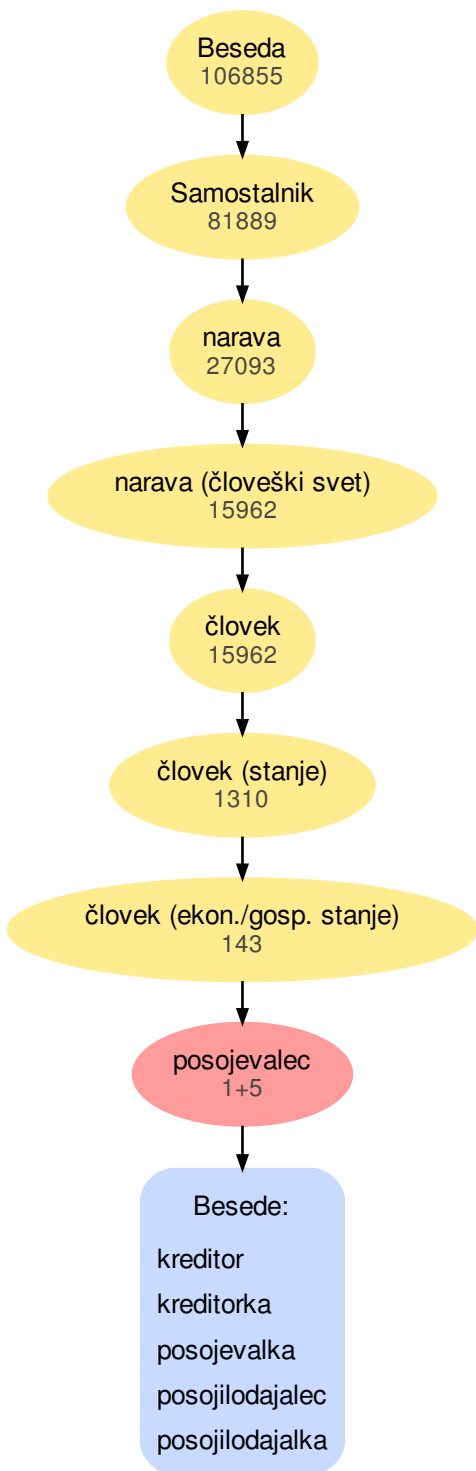 Beseda
106855
Samostalnik
81889
narava
27093
narava (človeški svet)
15962
človek
15962
človek (stanje)
1310
človek (ekon./gosp. stanje)
143
posojevalec
1+5
Besede:
kreditor
kreditorka
posojevalka
posojilodajalec
posojilodajalka